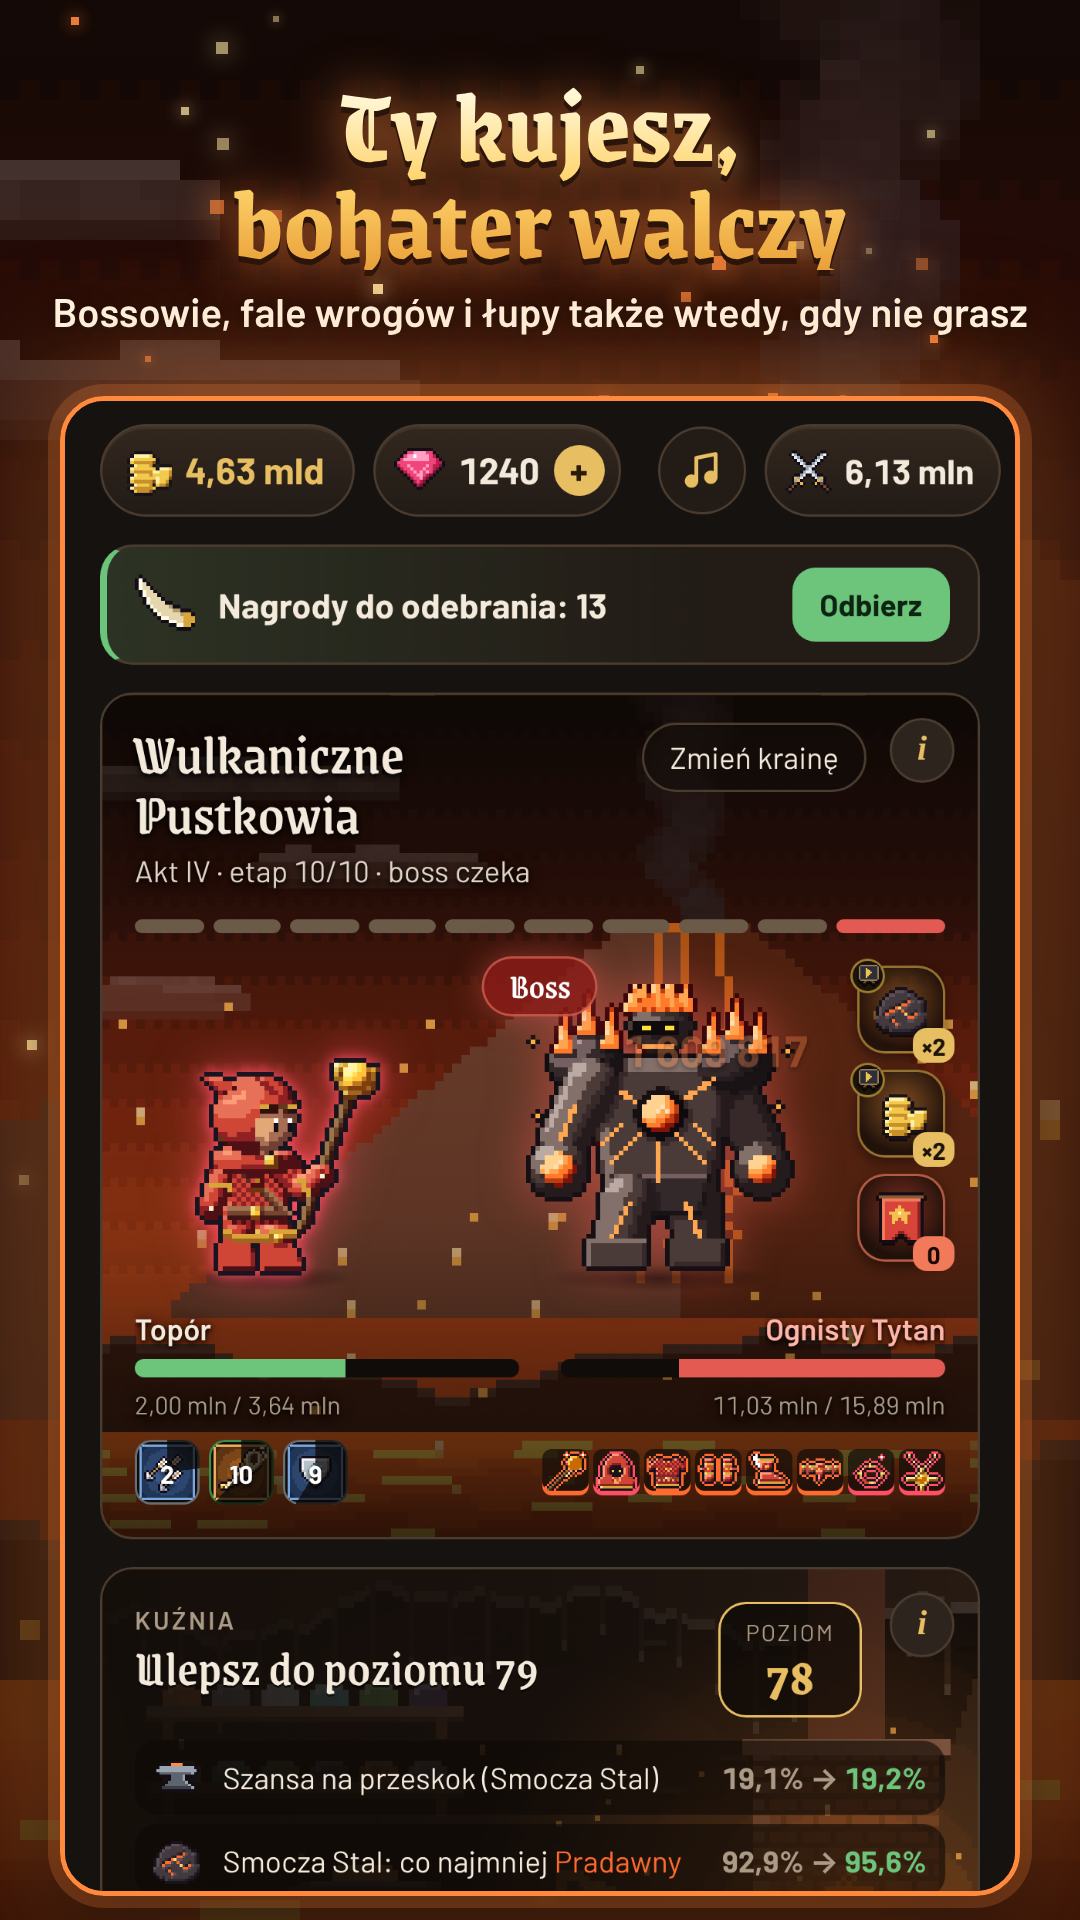 Ty kujesz,
bohater walczy
Bossowie, fale wrogów i łupy także wtedy, gdy nie grasz
4,63 mld
1240
+
6,13 mln
Nagrody do odebrania: 13
Odbierz
Wulkaniczne
Pustkowia
Zmień krainę
i
Akt IV · etap 10/10 · boss czeka
Boss
1 603 817
×2
×2
0
Topór
Ognisty Tytan
2,00 mln / 3,64 mln
11,03 mln / 15,89 mln
2
10
9
KUŹNIA
Ulepsz do poziomu 79
POZIOM
78
i
Szansa na przeskok (Smocza Stal)
19,1% → 19,2%
Smocza Stal: co najmniej Pradawny
92,9% → 95,6%